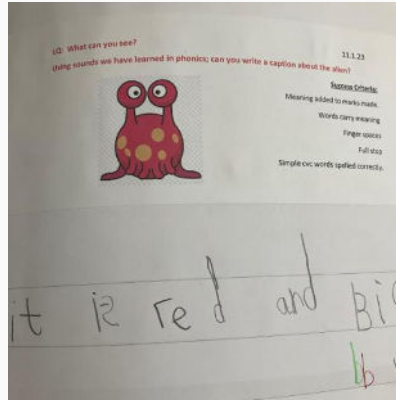 LQ: What can you see?
11.1.23
Using sounds we have learned in phonics; can you write a caption about the alien?
Success Criteria:
Meaning added to marks made.
Words carry meaning
Finger spaces
Full stop
Simple cvc words spelled correctly.
it is red and Bi
b b